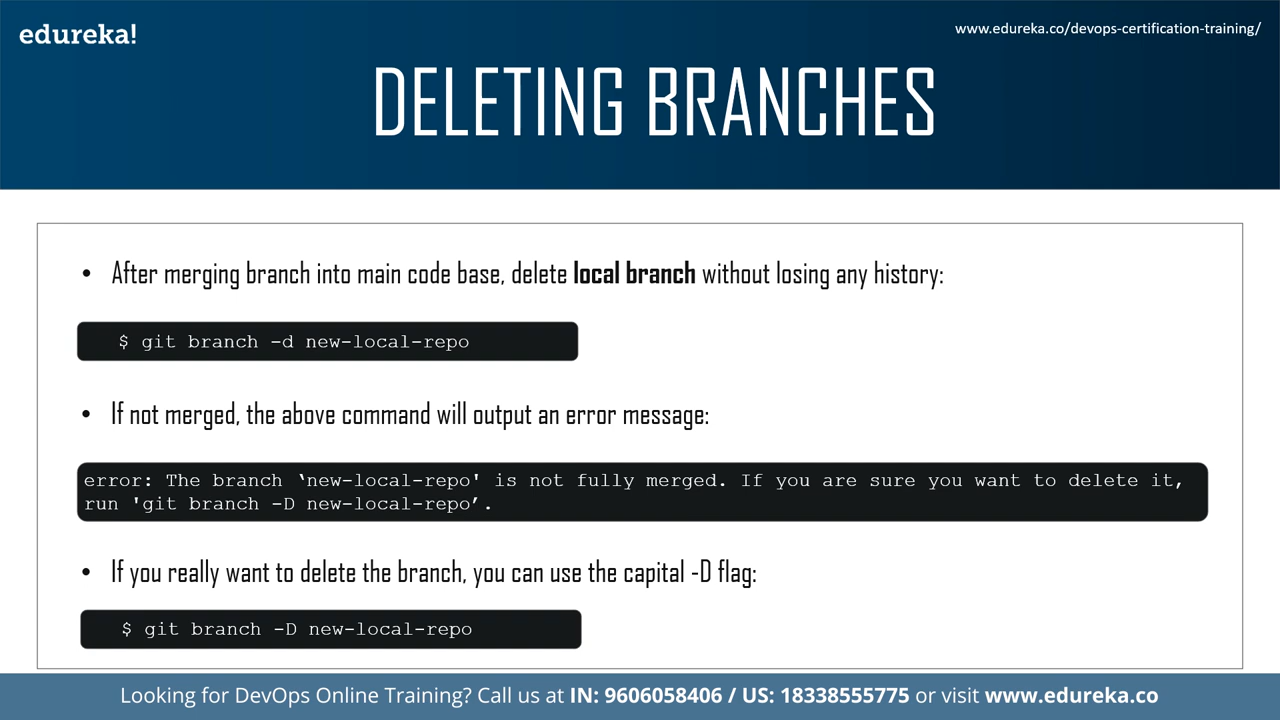 edureka!
www.edureka.co/devops-certification-training/
DELETING BRANCHES
• After merging branch into main code base, delete local branch without losing any history:
$ git branch -d new-local-repo
• If not merged, the above command will output an error message:
error: The branch ‘new-local-repo' is not fully merged. If you are sure you want to delete it,
run 'git branch -D new-local-repo’.
• If you really want to delete the branch, you can use the capital -D flag:
$ git branch -D new-local-repo
Looking for DevOps Online Training? Call us at IN: 9606058406 / US: 18338555775 or visit www.edureka.co